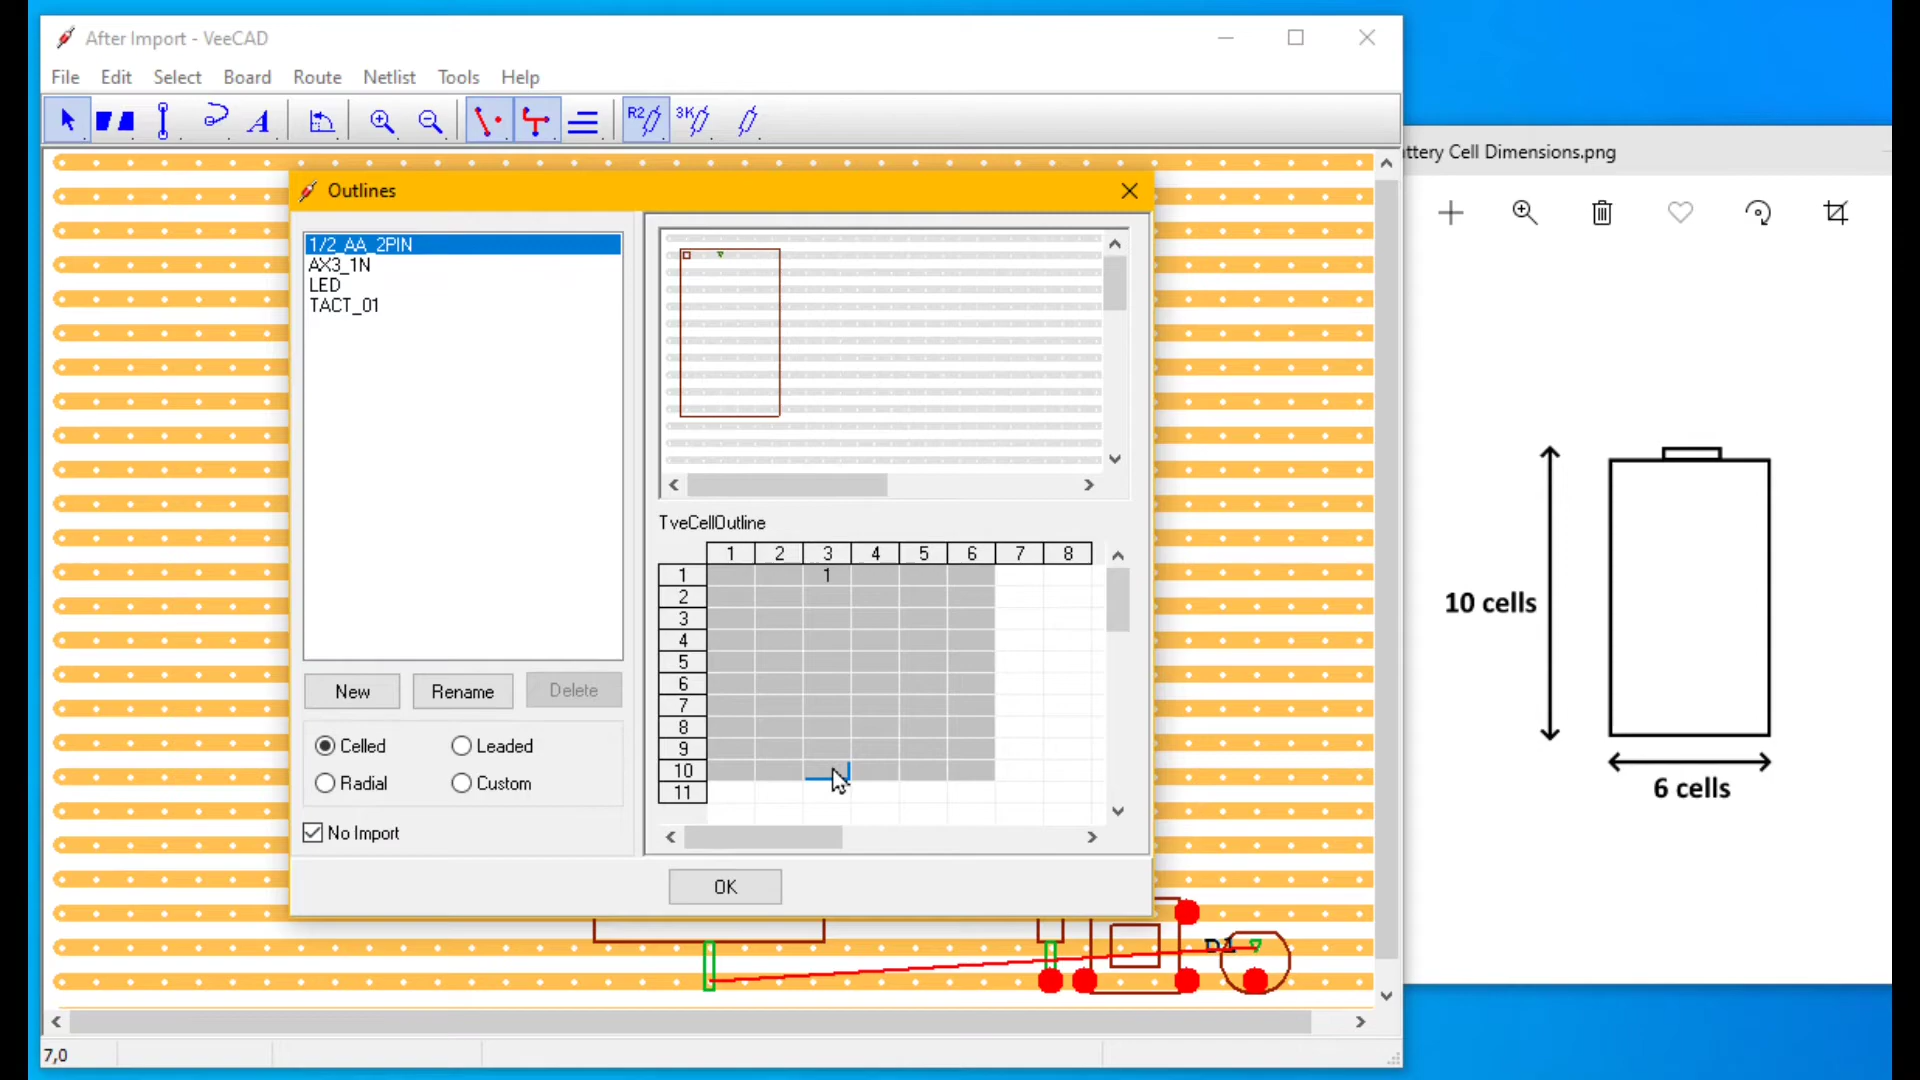 After Import - VeeCAD
File Edit Select Board Route Netlist Tools Help
R2 3K
ttery Cell Dimensions.png
Outlines
1/2_AA_2PIN
AX3_1N
LED
TACT_01
New Rename Delete
Celled Leaded
Radial Custom
No Import
TveCellOutline
1 2 3 4 5 6 7 8
1 1
2
3
4
5
6
7
8
9
10
11
OK
D1
7,0
10 cells
6 cells